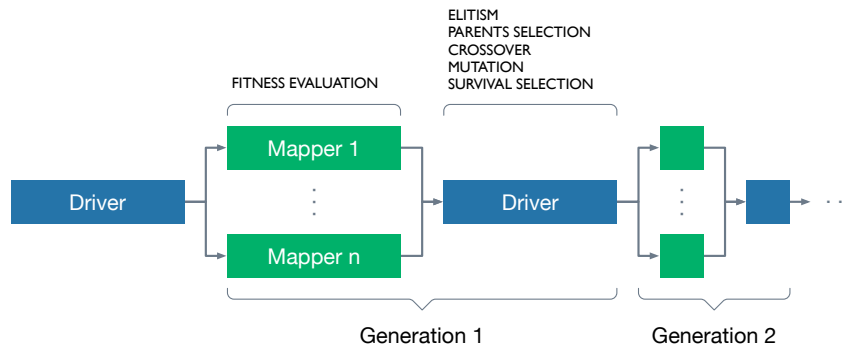 ELITISM
PARENTS SELECTION
CROSSOVER
MUTATION
SURVIVAL SELECTION
FITNESS EVALUATION
Mapper 1
Driver
Driver
Mapper n
Generation 1
Generation 2